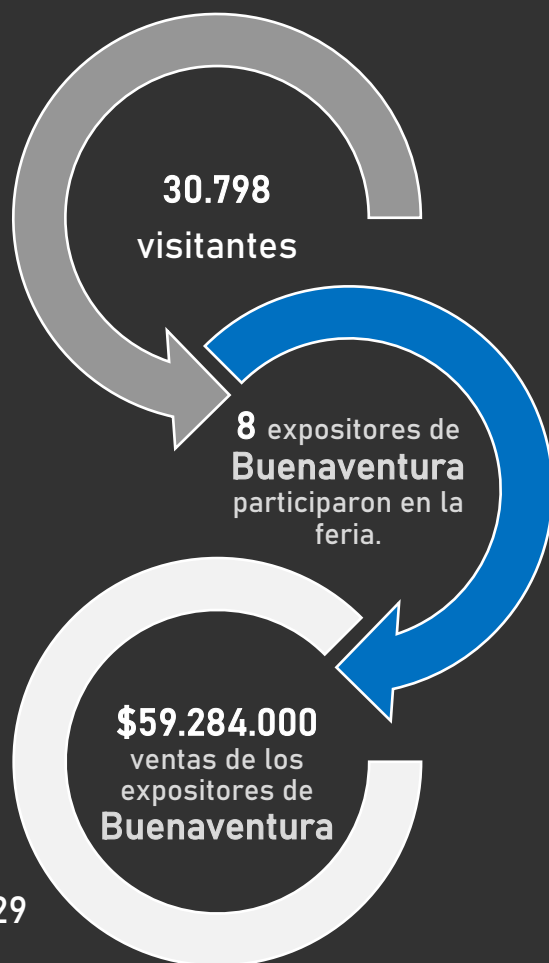 30.798
visitantes
8 expositores de
Buenaventura
participaron en la
feria.
$59.284.000
ventas de los
expositores de
Buenaventura
29